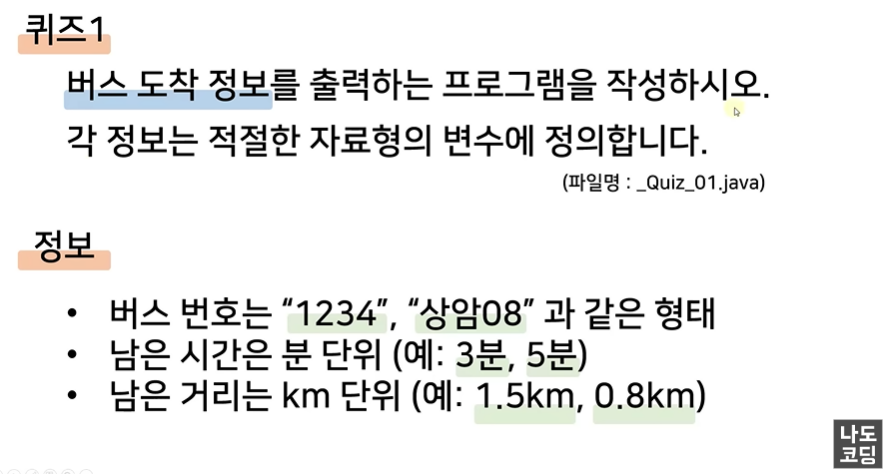 퀴즈1
버스 도착 정보를 출력하는 프로그램을 작성하시오.
각 정보는 적절한 자료형의 변수에 정의합니다.
(파일명 : _Quiz_01.java)
정보
• 버스 번호는 “1234”, “상암08” 과 같은 형태
• 남은 시간은 분 단위 (예: 3분, 5분)
• 남은 거리는 km 단위 (예: 1.5km, 0.8km)
나도
코딩